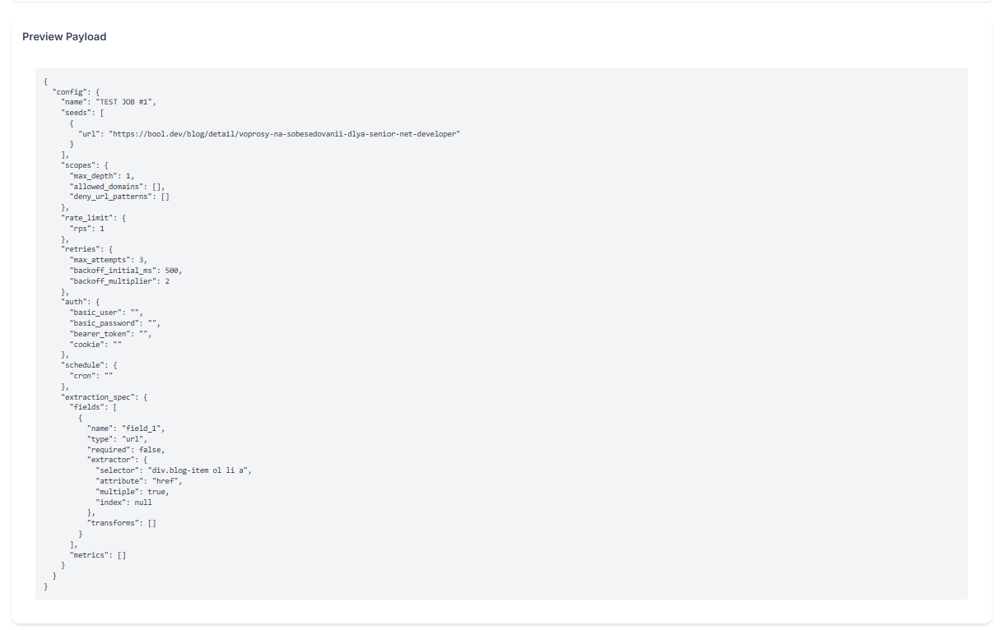 Preview Payload
{
  "config": {
    "name": "TEST JOB #1",
    "seeds": [
      {
        "url": "https://bool.dev/blog/detail/voprosy-na-sobesedovanii-dlya-senior-net-developer"
      }
    ],
    "scopes": {
      "max_depth": 1,
      "allowed_domains": [],
      "deny_url_patterns": []
    },
    "rate_limit": {
      "rps": 1
    },
    "retries": {
      "max_attempts": 3,
      "backoff_initial_ms": 500,
      "backoff_multiplier": 2
    },
    "auth": {
      "basic_user": "",
      "basic_password": "",
      "bearer_token": "",
      "cookie": ""
    },
    "schedule": {
      "cron": ""
    },
    "extraction_spec": {
      "fields": [
        {
          "name": "field_1",
          "type": "url",
          "required": false,
          "extractor": {
            "selector": "div.blog-item ol li a",
            "attribute": "href",
            "multiple": true,
            "index": null
          },
          "transforms": []
        }
      ],
      "metrics": []
    }
  }
}